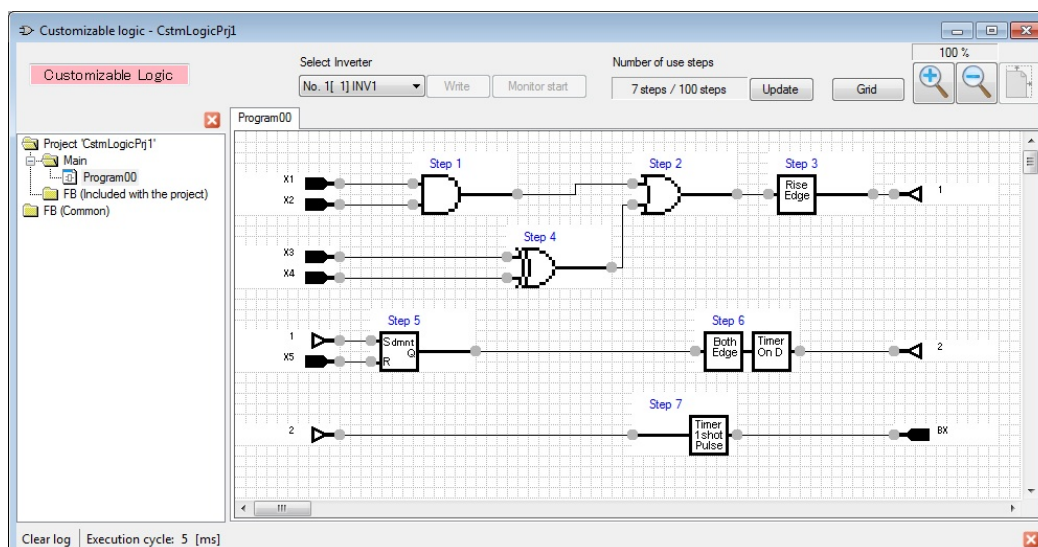 Customizable logic - CstmLogicPrj1
Customizable Logic
Select Inverter
No. 1[ 1] INV1
Write
Monitor start
Number of use steps
7 steps / 100 steps
Update
Grid
100 %
Project 'CstmLogicPrj1'
Main
Program00
FB (Included with the project)
FB (Common)
Program00
Step 1
Step 2
Step 3
X1
X2
Rise
Edge
1
Step 4
X3
X4
Step 5
Step 6
1
X5
Sdmnt
Q
R
Both
Edge
Timer
On D
2
Step 7
2
Timer
1shot
Pulse
BX
Clear log
Execution cycle: 5 [ms]